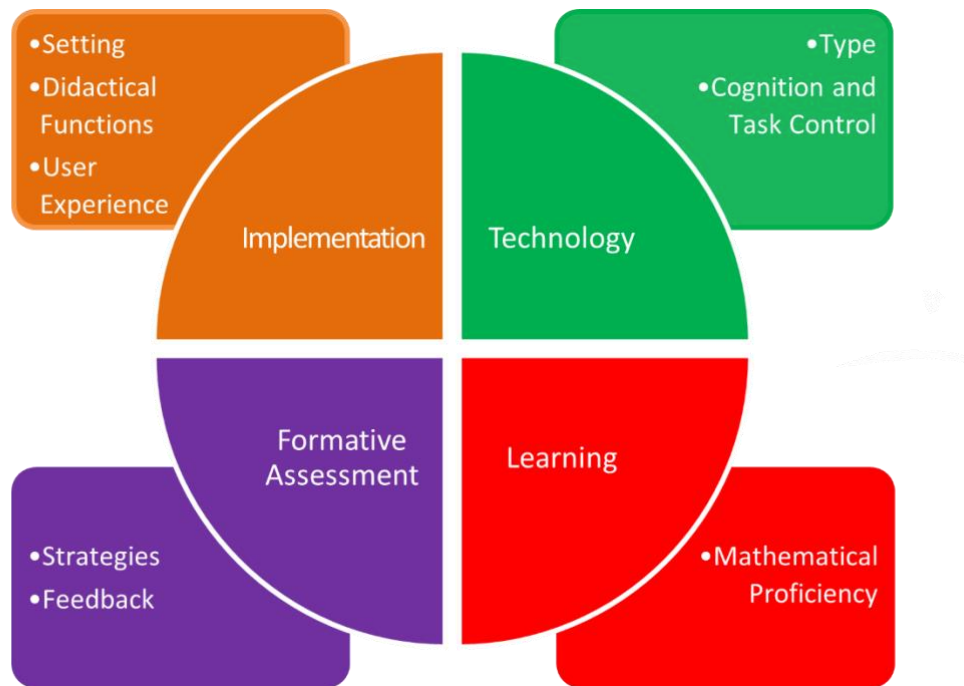 •Setting
•Didactical
Functions
•User
Experience
•Type
•Cognition and
Task Control
Implementation
Technology
Formative
Assessment
Learning
•Strategies
•Feedback
•Mathematical
Proficiency